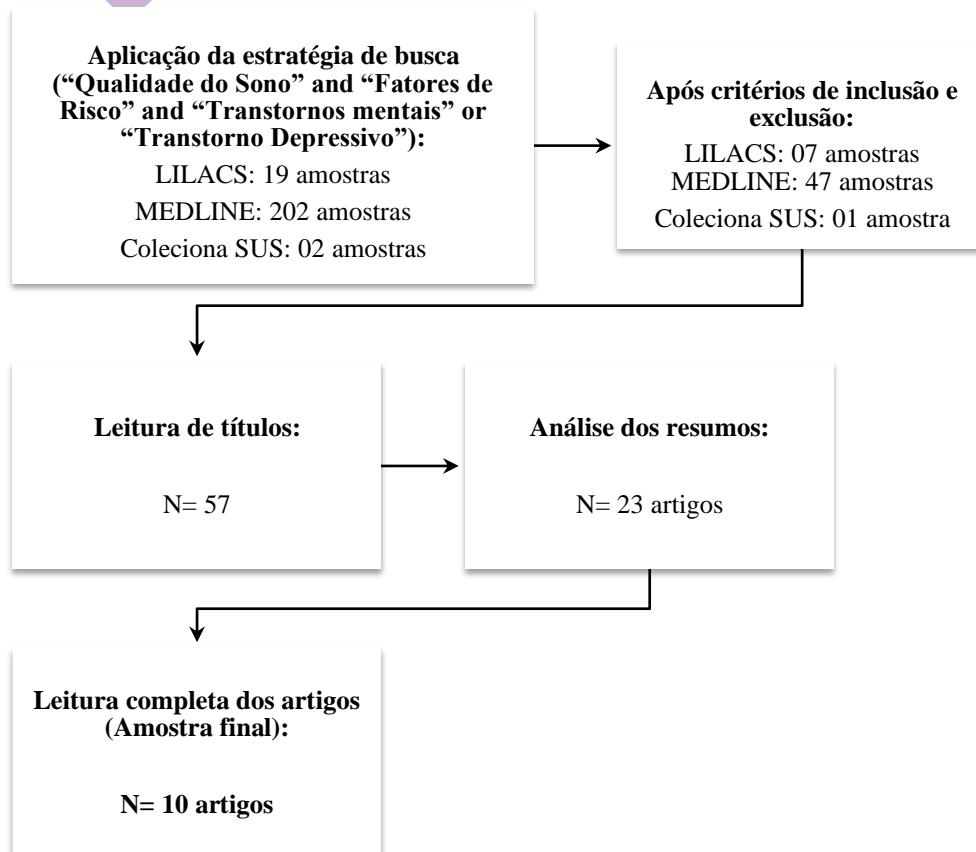 Aplicação da estratégia de busca
(“Qualidade do Sono” and “Fatores de
Risco” and “Transtornos mentais” or
“Transtorno Depressivo”):
LILACS: 19 amostras
MEDLINE: 202 amostras
Coleciona SUS: 02 amostras
Após critérios de inclusão e
exclusão:
LILACS: 07 amostras
MEDLINE: 47 amostras
Coleciona SUS: 01 amostra
Leitura de títulos:
N= 57
Análise dos resumos:
N= 23 artigos
Leitura completa dos artigos
(Amostra final):
N= 10 artigos